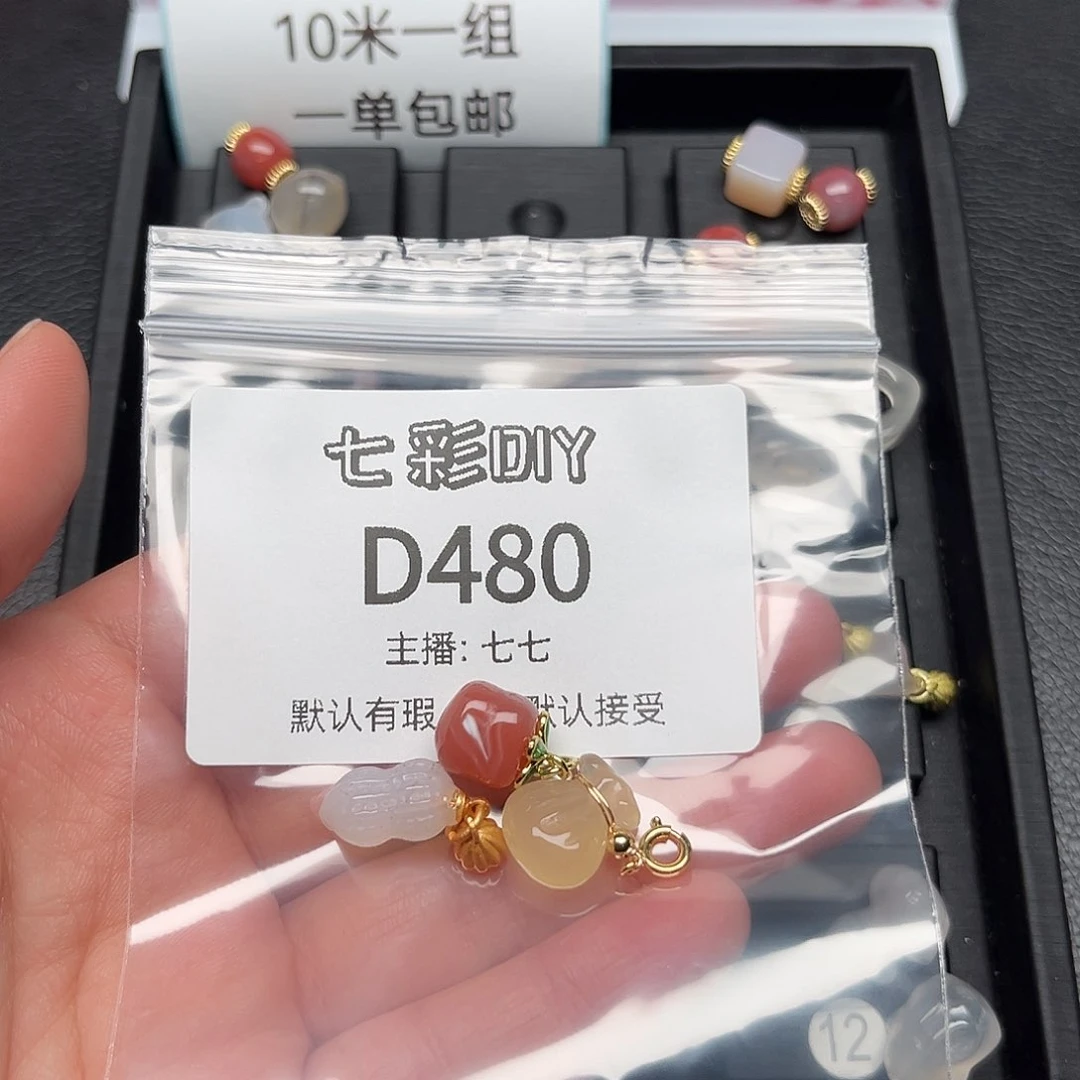 10米一组
一单包邮
七彩DIY
D480
主播: 七七
默认有瑕 默认接受
12